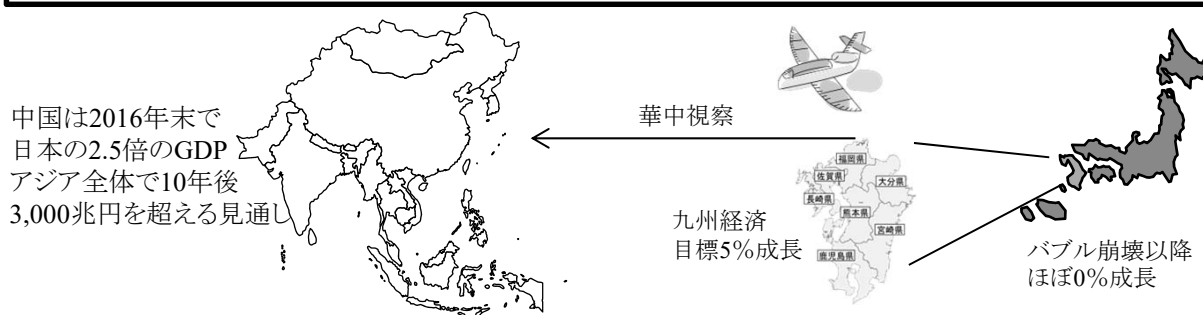 中国は2016年末で
日本の2.5倍のGDP
アジア全体で10年後
3,000兆円を超える見通し
華中視察
福岡県
佐賀県
大分県
長崎県
熊本県
宮崎県
鹿児島県
九州経済
目標5%成長
バブル崩壊以降
ほぼ0%成長